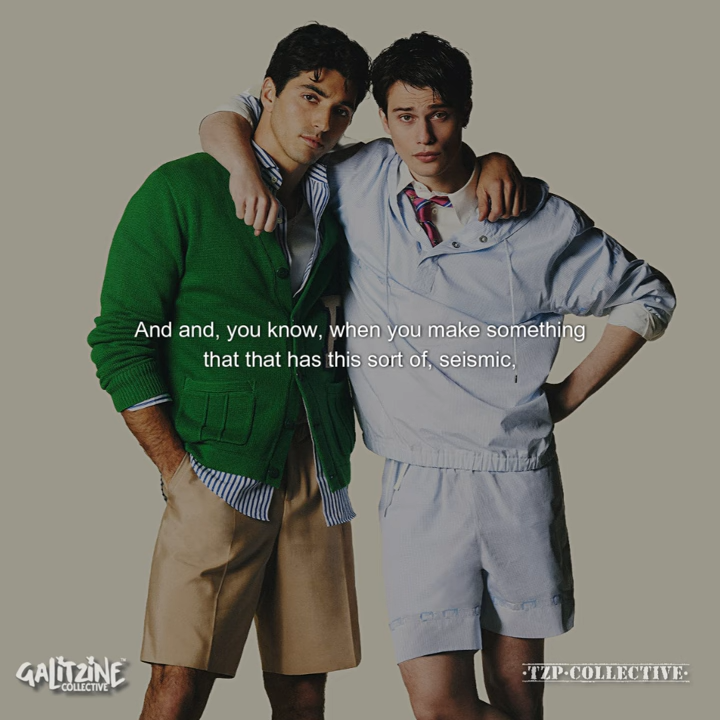 And and, you know, when you make something
that that has this sort of, seismic,
GALITZINE
COLLECTIVE
·TZP·COLLECTIVE·